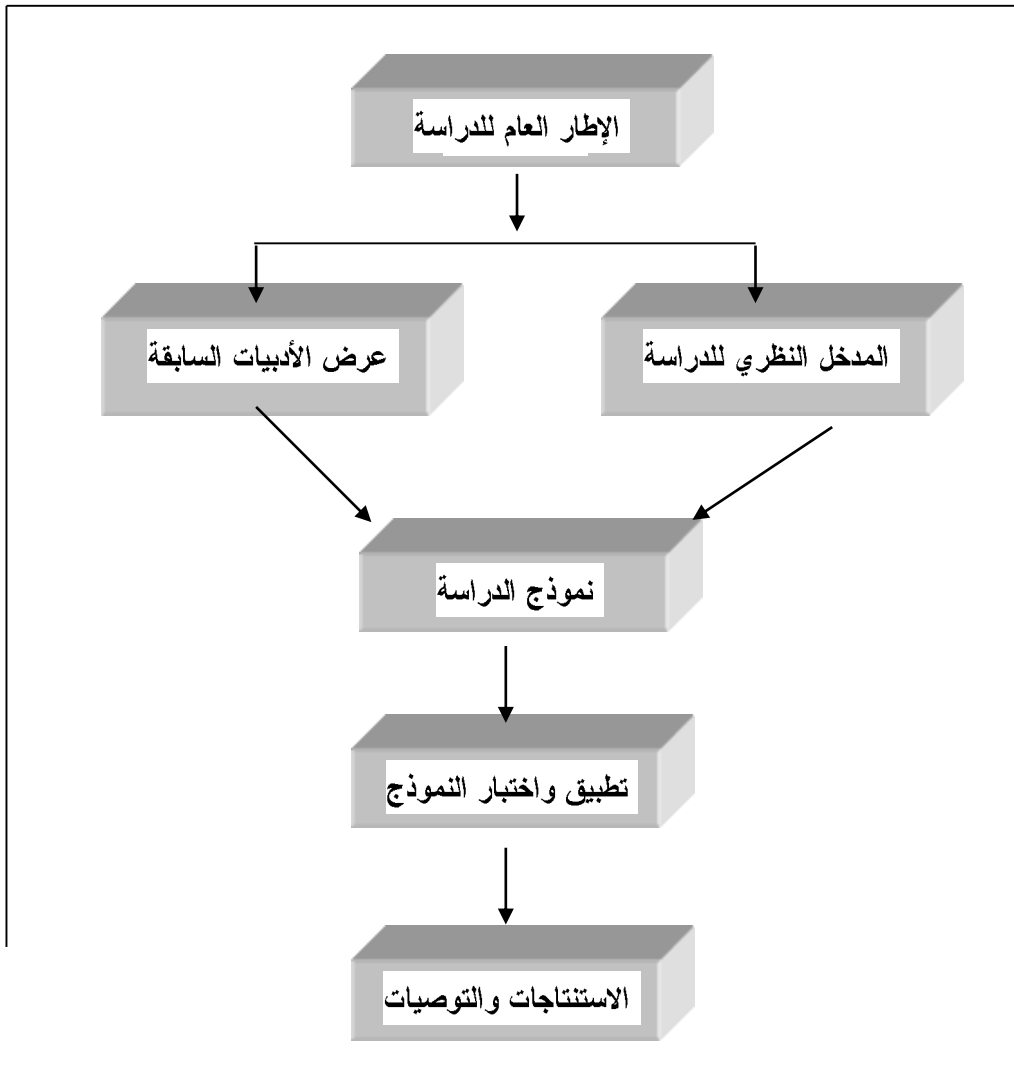 الإطار العام للدراسة
المدخل النظري للدراسة
عرض الأدبيات السابقة
نموذج الدراسة
تطبيق واختبار النموذج
الاستنتاجات والتوصيات